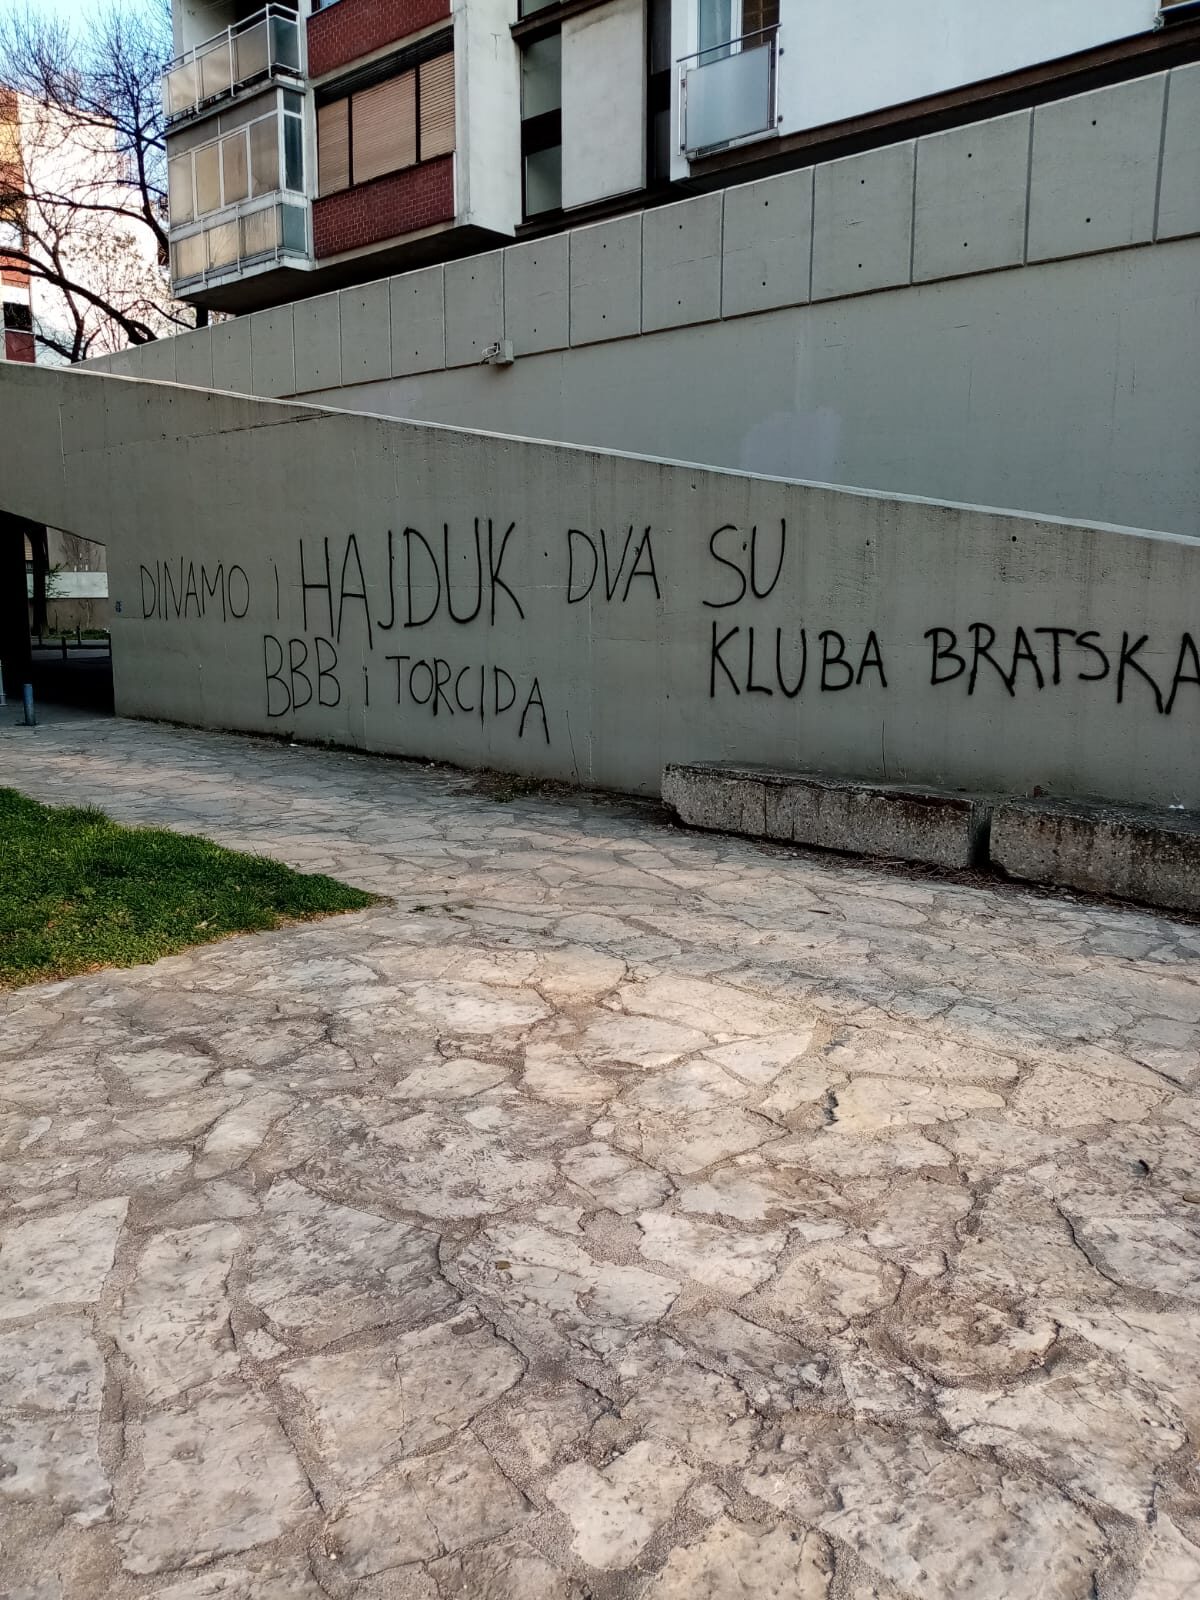 DINAMO I HAJDUK DVA SU
KLUBA BRATSKA
BBB i TORCIDA